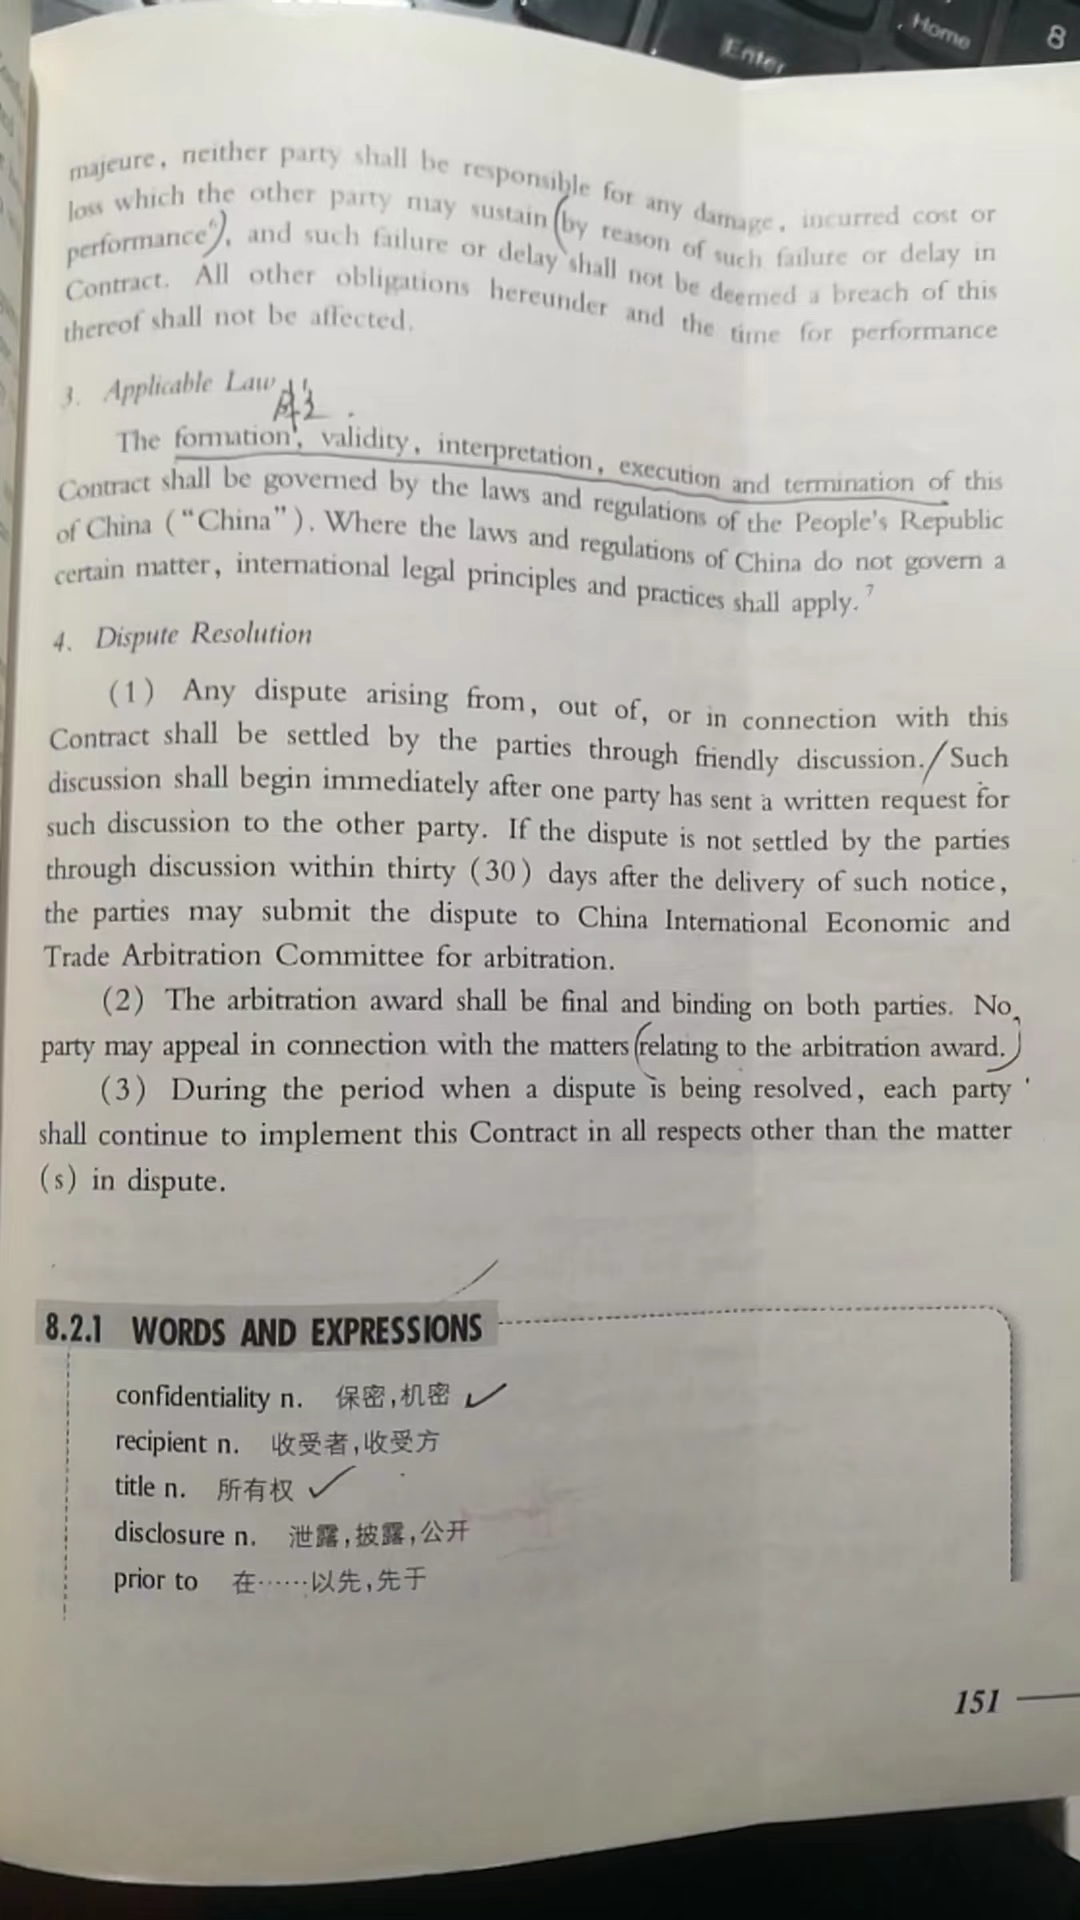 Enter
Home
8
majeure, neither party shall be responsible for any damage, incurred cost or
loss which the other party may sustain (by reason of such failure or delay in
performance⁶), and such failure or delay shall not be deemed a breach of this
Contract. All other obligations hereunder and the time for performance
thereof shall not be affected.
3. Applicable Law
The formation, validity, interpretation, execution and termination of this
Contract shall be governed by the laws and regulations of the People's Republic
of China ("China"). Where the laws and regulations of China do not govern a
certain matter, international legal principles and practices shall apply.⁷
4. Dispute Resolution
(1) Any dispute arising from, out of, or in connection with this
Contract shall be settled by the parties through friendly discussion./Such
discussion shall begin immediately after one party has sent a written request for
such discussion to the other party. If the dispute is not settled by the parties
through discussion within thirty (30) days after the delivery of such notice,
the parties may submit the dispute to China International Economic and
Trade Arbitration Committee for arbitration.
(2) The arbitration award shall be final and binding on both parties. No
party may appeal in connection with the matters (relating to the arbitration award.)
(3) During the period when a dispute is being resolved, each party
shall continue to implement this Contract in all respects other than the matter
(s) in dispute.
8.2.1 WORDS AND EXPRESSIONS
confidentiality n. 保密,机密
recipient n. 收受者,收受方
title n. 所有权
disclosure n. 泄露,披露,公开
prior to 在……以先,先于
151